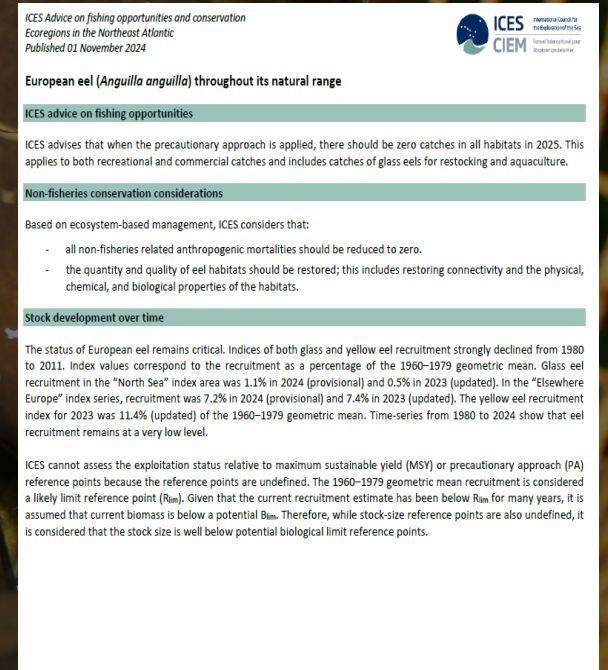 ICES Advice on fishing opportunities and conservation
Ecoregions in the Northeast Atlantic
Published 01 November 2024
ICES
CIEM
International Council for
the Exploration of the Sea
Conseil International pour
l'Exploration de la Mer
European eel (Anguilla anguilla) throughout its natural range
ICES advice on fishing opportunities
ICES advises that when the precautionary approach is applied, there should be zero catches in all habitats in 2025. This
applies to both recreational and commercial catches and includes catches of glass eels for restocking and aquaculture.
Non-fisheries conservation considerations
Based on ecosystem-based management, ICES considers that:
- all non-fisheries related anthropogenic mortalities should be reduced to zero.
- the quantity and quality of eel habitats should be restored; this includes restoring connectivity and the physical,
chemical, and biological properties of the habitats.
Stock development over time
The status of European eel remains critical. Indices of both glass and yellow eel recruitment strongly declined from 1980
to 2011. Index values correspond to the recruitment as a percentage of the 1960–1979 geometric mean. Glass eel
recruitment in the "North Sea" index area was 1.1% in 2024 (provisional) and 0.5% in 2023 (updated). In the "Elsewhere
Europe" index series, recruitment was 7.2% in 2024 (provisional) and 7.4% in 2023 (updated). The yellow eel recruitment
index for 2023 was 11.4% (updated) of the 1960–1979 geometric mean. Time-series from 1980 to 2024 show that eel
recruitment remains at a very low level.
ICES cannot assess the exploitation status relative to maximum sustainable yield (MSY) or precautionary approach (PA)
reference points because the reference points are undefined. The 1960–1979 geometric mean recruitment is considered
a likely limit reference point (Rlim). Given that the current recruitment estimate has been below Rlim for many years, it is
assumed that current biomass is below a potential Blim. Therefore, while stock-size reference points are also undefined, it
is considered that the stock size is well below potential biological limit reference points.